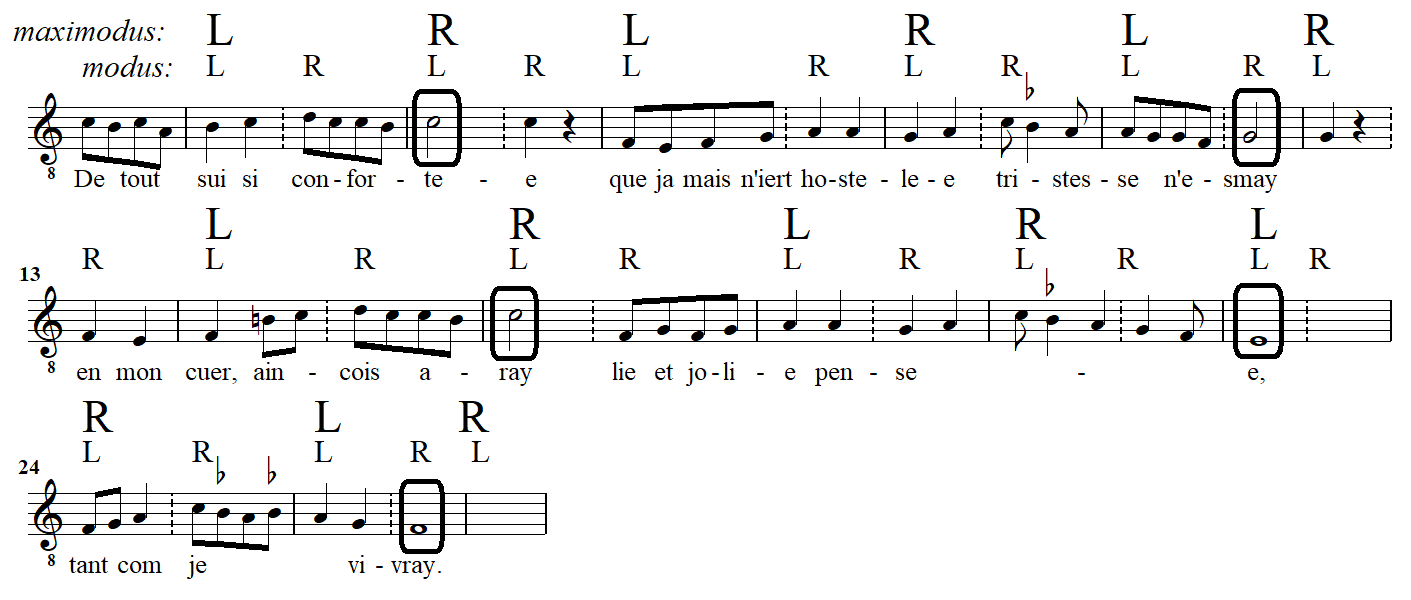 maximodus: L R L R L R
modus: L R L R L R L R L R L
8
De tout sui si con-for - te - e que ja mais n'iert ho-ste-le-e tri - stes-se n'e-smay
L R L R L
13 R L R L R L R L R L R
8
en mon cuer, ain - cois a - ray lie et jo-li - e pen - se - e,
R L R
24 L R L R L
8
tant com je vi-vray.